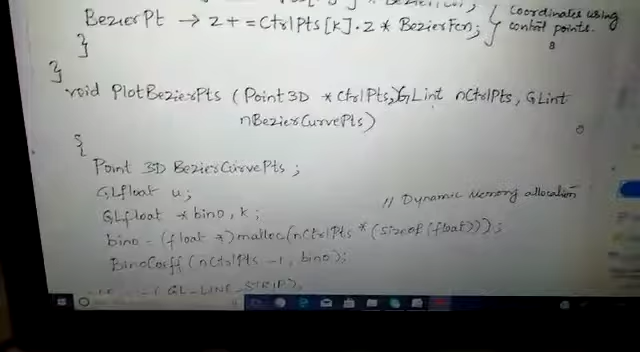 BezierPt → z + = CtrlPts[k].z * BezierFcn; } coordinates using
} control points.
}
void PlotBezierPts (Point3D *CtrlPts, GLint nCtrlPts, GLint
nBezierCurvePts)
{
Point 3D BezierCurvePts ;
GLfloat u;
GLfloat *bino, k; // Dynamic Memory allocation
bino = (float *) malloc(nCtrlPts * (sizeof (float)));
BinoCoeff (nCtrlPts - 1, bino);
(GL_LINE_STRIP),